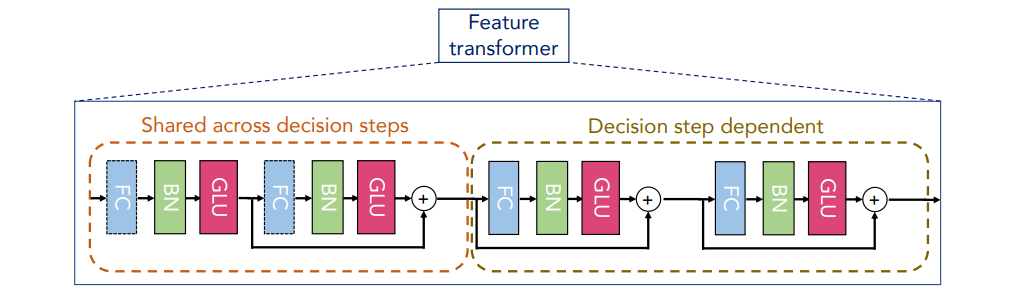 Feature
transformer
Shared across decision steps
Decision step dependent
FC
BN
GLU
FC
BN
GLU
+
FC
BN
GLU
+
FC
BN
GLU
+